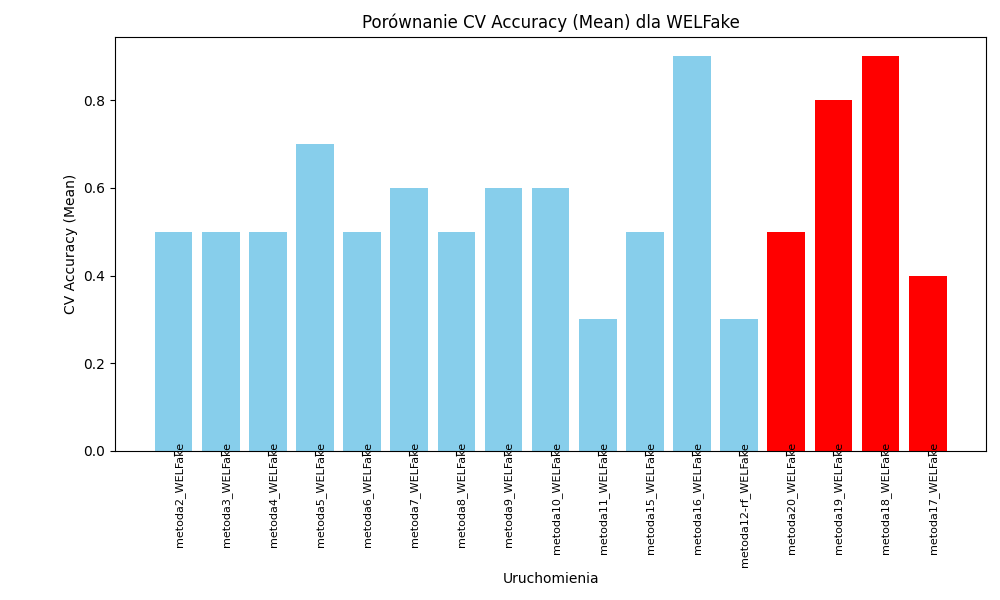 Porównanie CV Accuracy (Mean) dla WELFake
CV Accuracy (Mean)
0.8
0.6
0.4
0.2
0.0
metoda2_WELFake
metoda3_WELFake
metoda4_WELFake
metoda5_WELFake
metoda6_WELFake
metoda7_WELFake
metoda8_WELFake
metoda9_WELFake
metoda10_WELFake
metoda11_WELFake
metoda15_WELFake
metoda16_WELFake
metoda12-rf_WELFake
metoda20_WELFake
metoda19_WELFake
metoda18_WELFake
metoda17_WELFake
Uruchomienia